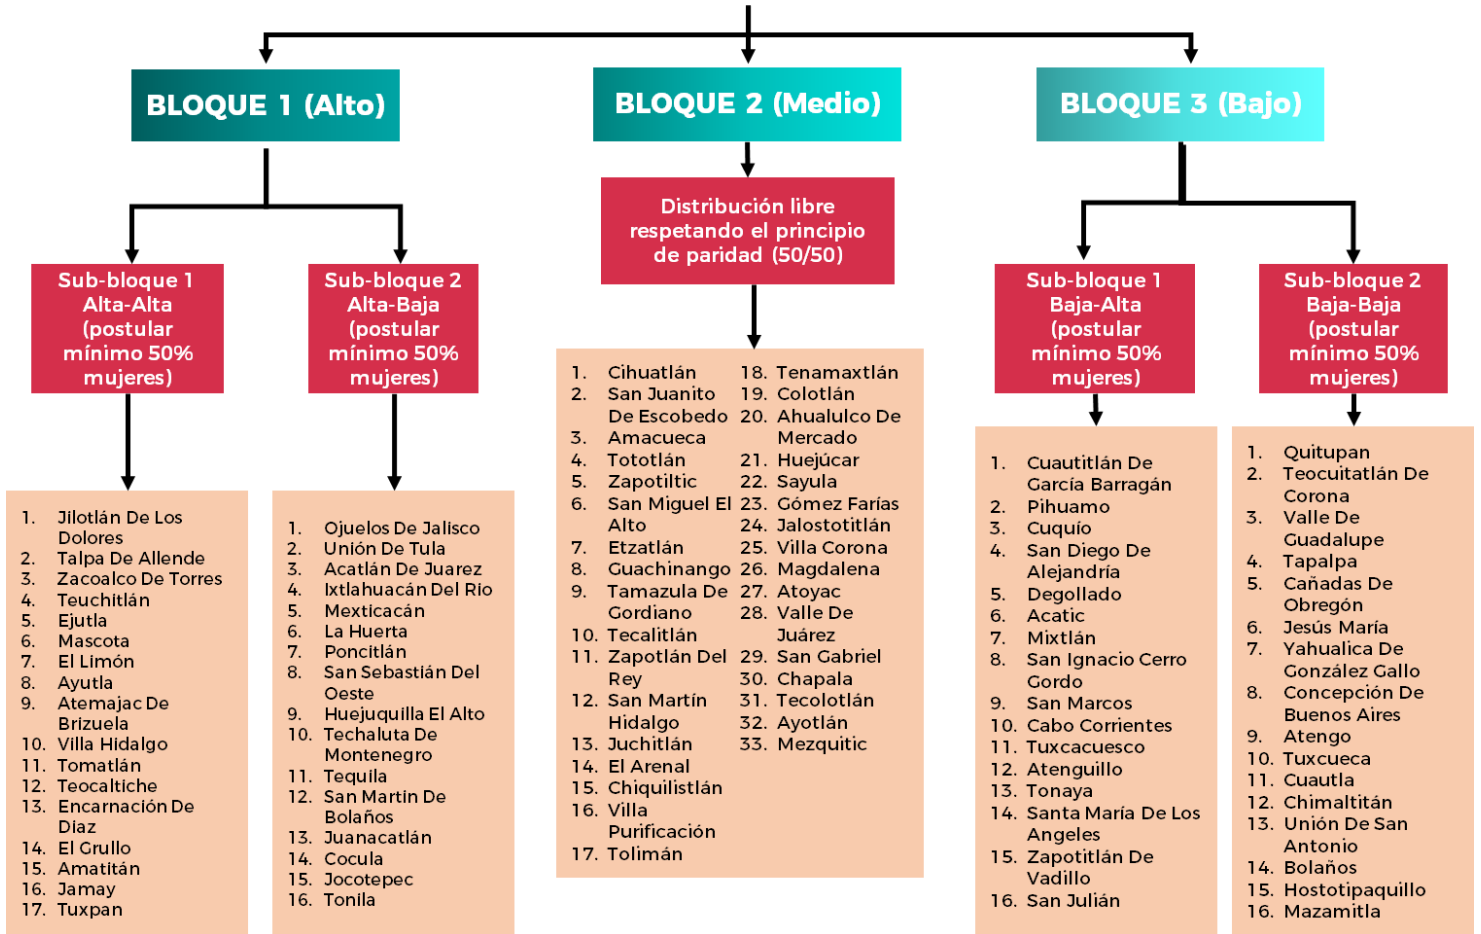 BLOQUE 1 (Alto)
Sub-bloque 1
Alta-Alta
(postular
mínimo 50%
mujeres)
1. Jilotlán De Los
Dolores
2. Talpa De Allende
3. Zacoalco De Torres
4. Teuchitlán
5. Ejutla
6. Mascota
7. El Limón
8. Ayutla
9. Atemajac De
Brizuela
10. Villa Hidalgo
11. Tomatlán
12. Teocaltiche
13. Encarnación De
Diaz
14. El Grullo
15. Amatitán
16. Jamay
17. Tuxpan
Sub-bloque 2
Alta-Baja
(postular
mínimo 50%
mujeres)
1. Ojuelos De Jalisco
2. Unión De Tula
3. Acatlán De Juarez
4. Ixtlahuacán Del Rio
5. Mexticacán
6. La Huerta
7. Poncitlán
8. San Sebastián Del
Oeste
9. Huejuquilla El Alto
10. Techaluta De
Montenegro
11. Tequila
12. San Martin De
Bolaños
13. Juanacatlán
14. Cocula
15. Jocotepec
16. Tonila
BLOQUE 2 (Medio)
Distribución libre
respetando el principio
de paridad (50/50)
1. Cihuatlán
2. San Juanito
De Escobedo
3. Amacueca
4. Tototlán
5. Zapotiltic
6. San Miguel El
Alto
7. Etzatlán
8. Guachinango
9. Tamazula De
Gordiano
10. Tecalitlán
11. Zapotlán Del
Rey
12. San Martín
Hidalgo
13. Juchitlán
14. El Arenal
15. Chiquilistlán
16. Villa
Purificación
17. Tolimán
18. Tenamaxtlán
19. Colotlán
20. Ahualulco De
Mercado
21. Huejúcar
22. Sayula
23. Gómez Farías
24. Jalostotitlán
25. Villa Corona
26. Magdalena
27. Atoyac
28. Valle De
Juárez
29. San Gabriel
30. Chapala
31. Tecolotlán
32. Ayotlán
33. Mezquitic
BLOQUE 3 (Bajo)
Sub-bloque 1
Baja-Alta
(postular
mínimo 50%
mujeres)
1. Cuautitlán De
García Barragán
2. Pihuamo
3. Cuquío
4. San Diego De
Alejandría
5. Degollado
6. Acatic
7. Mixtlán
8. San Ignacio Cerro
Gordo
9. San Marcos
10. Cabo Corrientes
11. Tuxcacuesco
12. Atenguillo
13. Tonaya
14. Santa María De Los
Angeles
15. Zapotitlán De
Vadillo
16. San Julián
Sub-bloque 2
Baja-Baja
(postular
mínimo 50%
mujeres)
1. Quitupan
2. Teocuitatlán De
Corona
3. Valle De
Guadalupe
4. Tapalpa
5. Cañadas De
Obregón
6. Jesús María
7. Yahualica De
González Gallo
8. Concepción De
Buenos Aires
9. Atengo
10. Tuxcueca
11. Cuautla
12. Chimaltitán
13. Unión De San
Antonio
14. Bolaños
15. Hostotipaquillo
16. Mazamitla